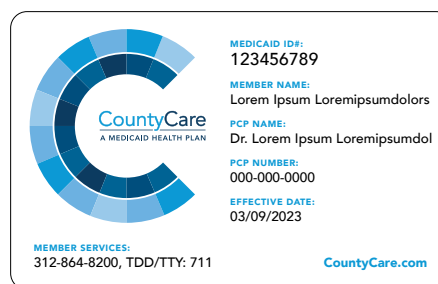 CountyCare
A MEDICAID HEALTH PLAN
MEDICAID ID#:
123456789
MEMBER NAME:
Lorem Ipsum Loremipsumdolors
PCP NAME:
Dr. Lorem Ipsum Loremipsumdol
PCP NUMBER:
000-000-0000
EFFECTIVE DATE:
03/09/2023
MEMBER SERVICES:
312-864-8200, TDD/TTY: 711
CountyCare.com